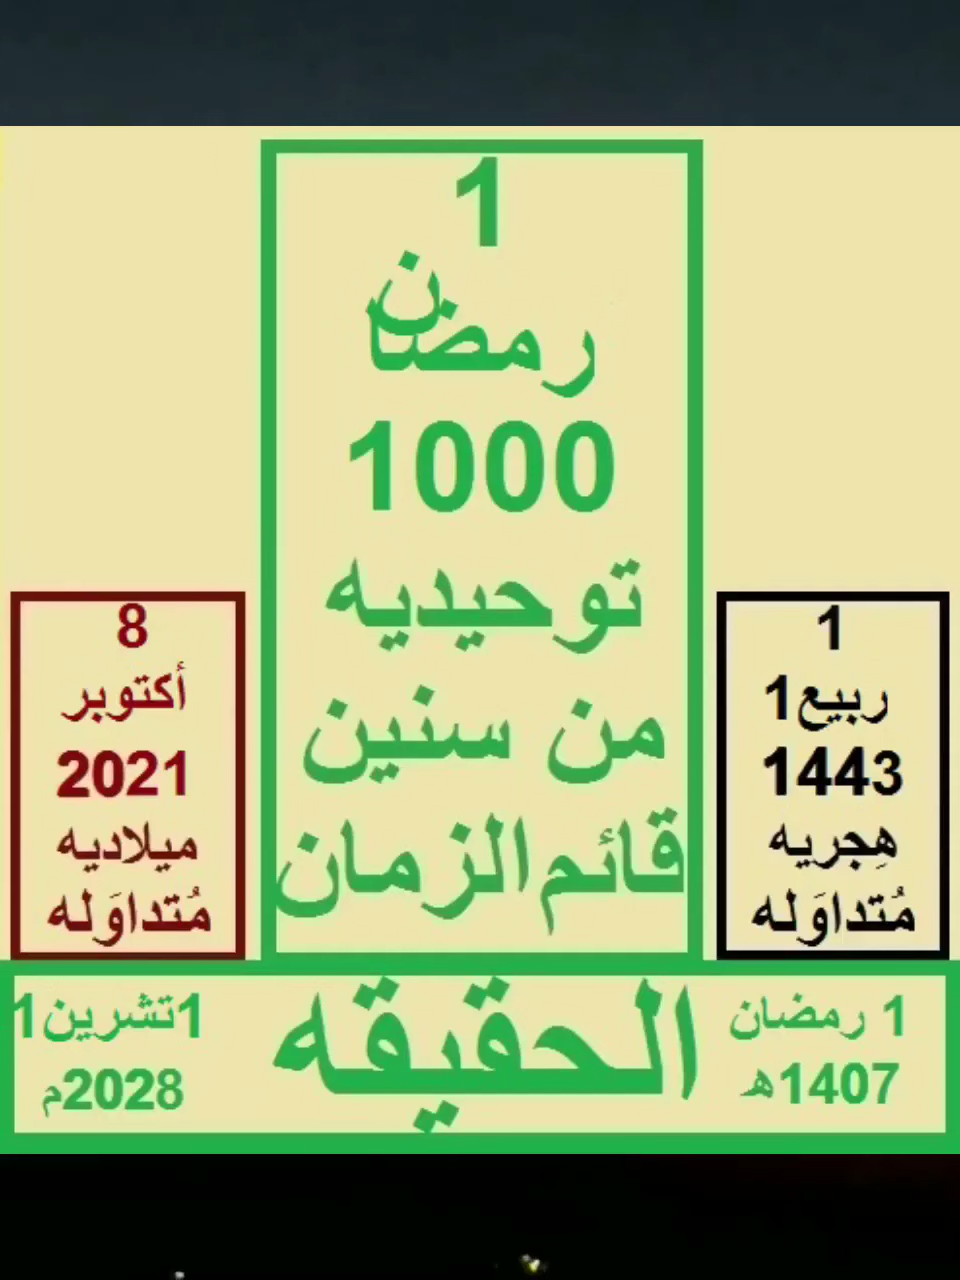 1
رمضان
1000
توحيديه
من سنين
قائم الزمان
1
ربيع1
1443
هِجريه
مُتداوَله
8
أكتوبر
2021
ميلاديه
مُتداوَله
1 رمضان
1407هـ
الحقيقه
1تشرين1
2028م